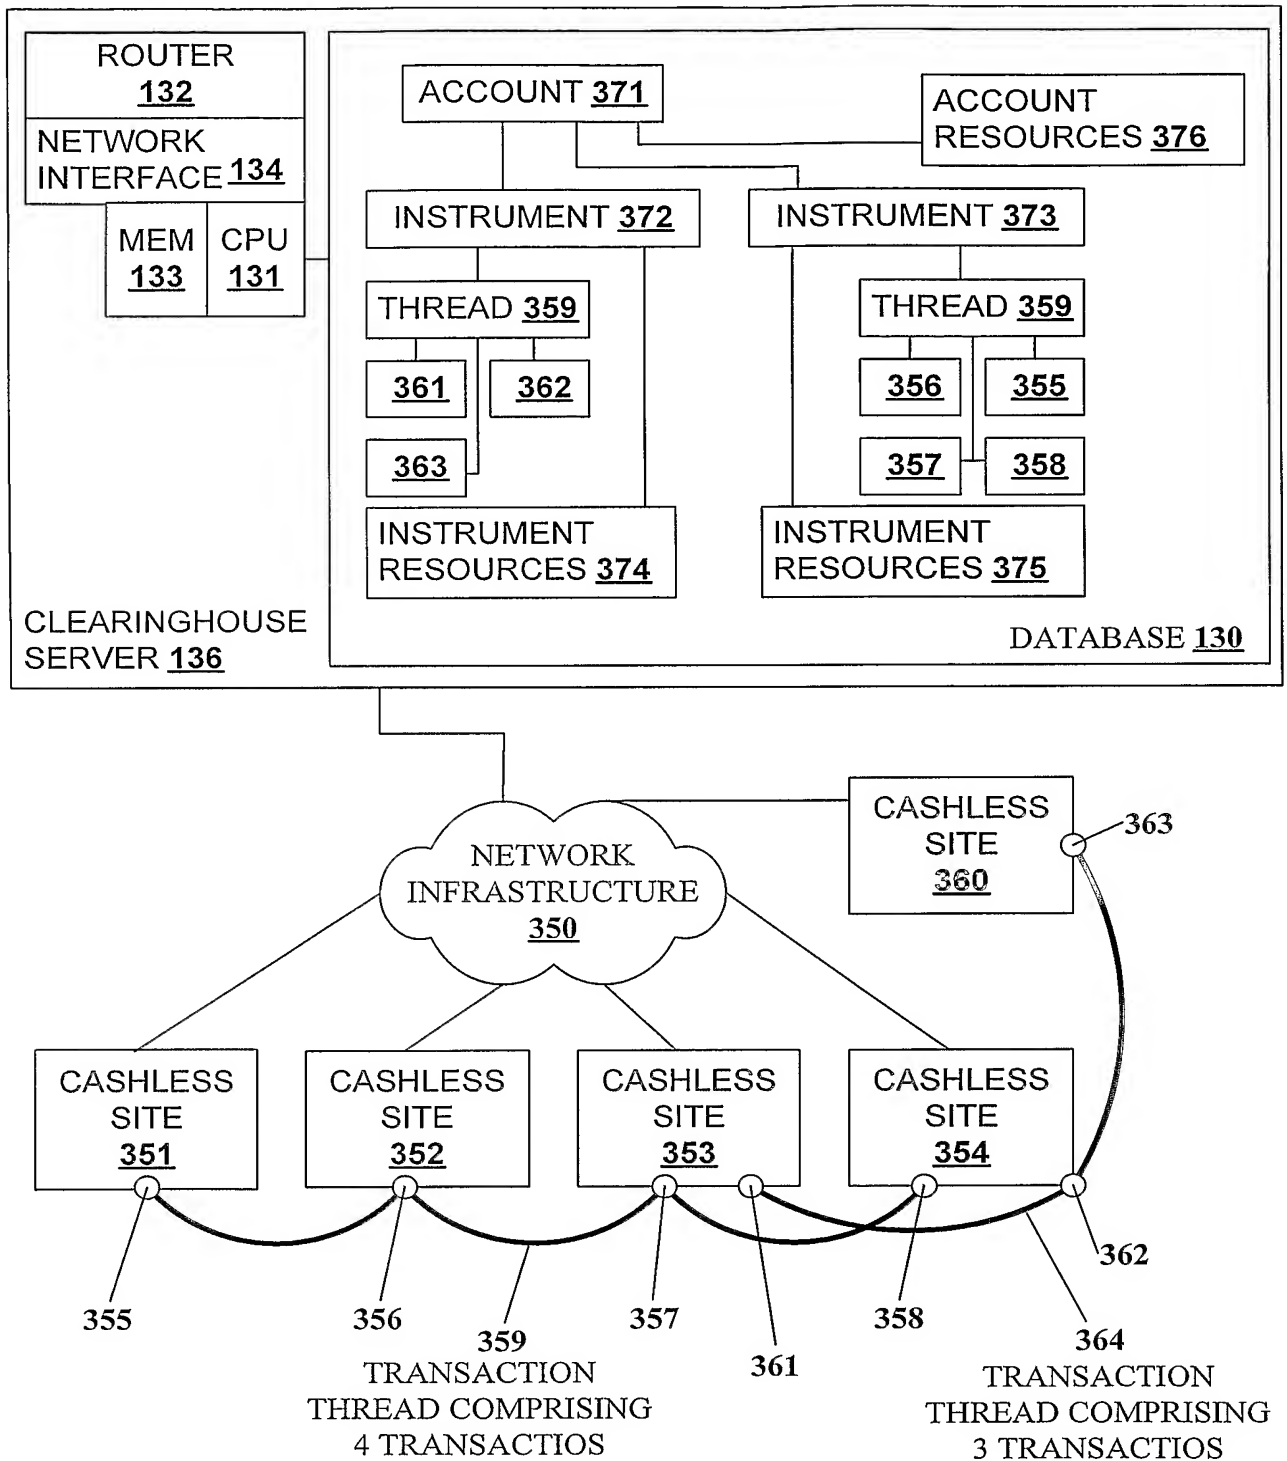 ROUTER
132
NETWORK
INTERFACE 134
MEM
133
CPU
131
CLEARINGHOUSE
SERVER 136
ACCOUNT 371
ACCOUNT
RESOURCES 376
INSTRUMENT 372
INSTRUMENT 373
THREAD 359
THREAD 359
361
362
363
356
355
357
358
INSTRUMENT
RESOURCES 374
INSTRUMENT
RESOURCES 375
DATABASE 130
NETWORK
INFRASTRUCTURE
350
CASHLESS
SITE
360
363
CASHLESS
SITE
351
CASHLESS
SITE
352
CASHLESS
SITE
353
CASHLESS
SITE
354
355
356
359
TRANSACTION
THREAD COMPRISING
4 TRANSACTIOS
357
361
358
362
364
TRANSACTION
THREAD COMPRISING
3 TRANSACTIOS